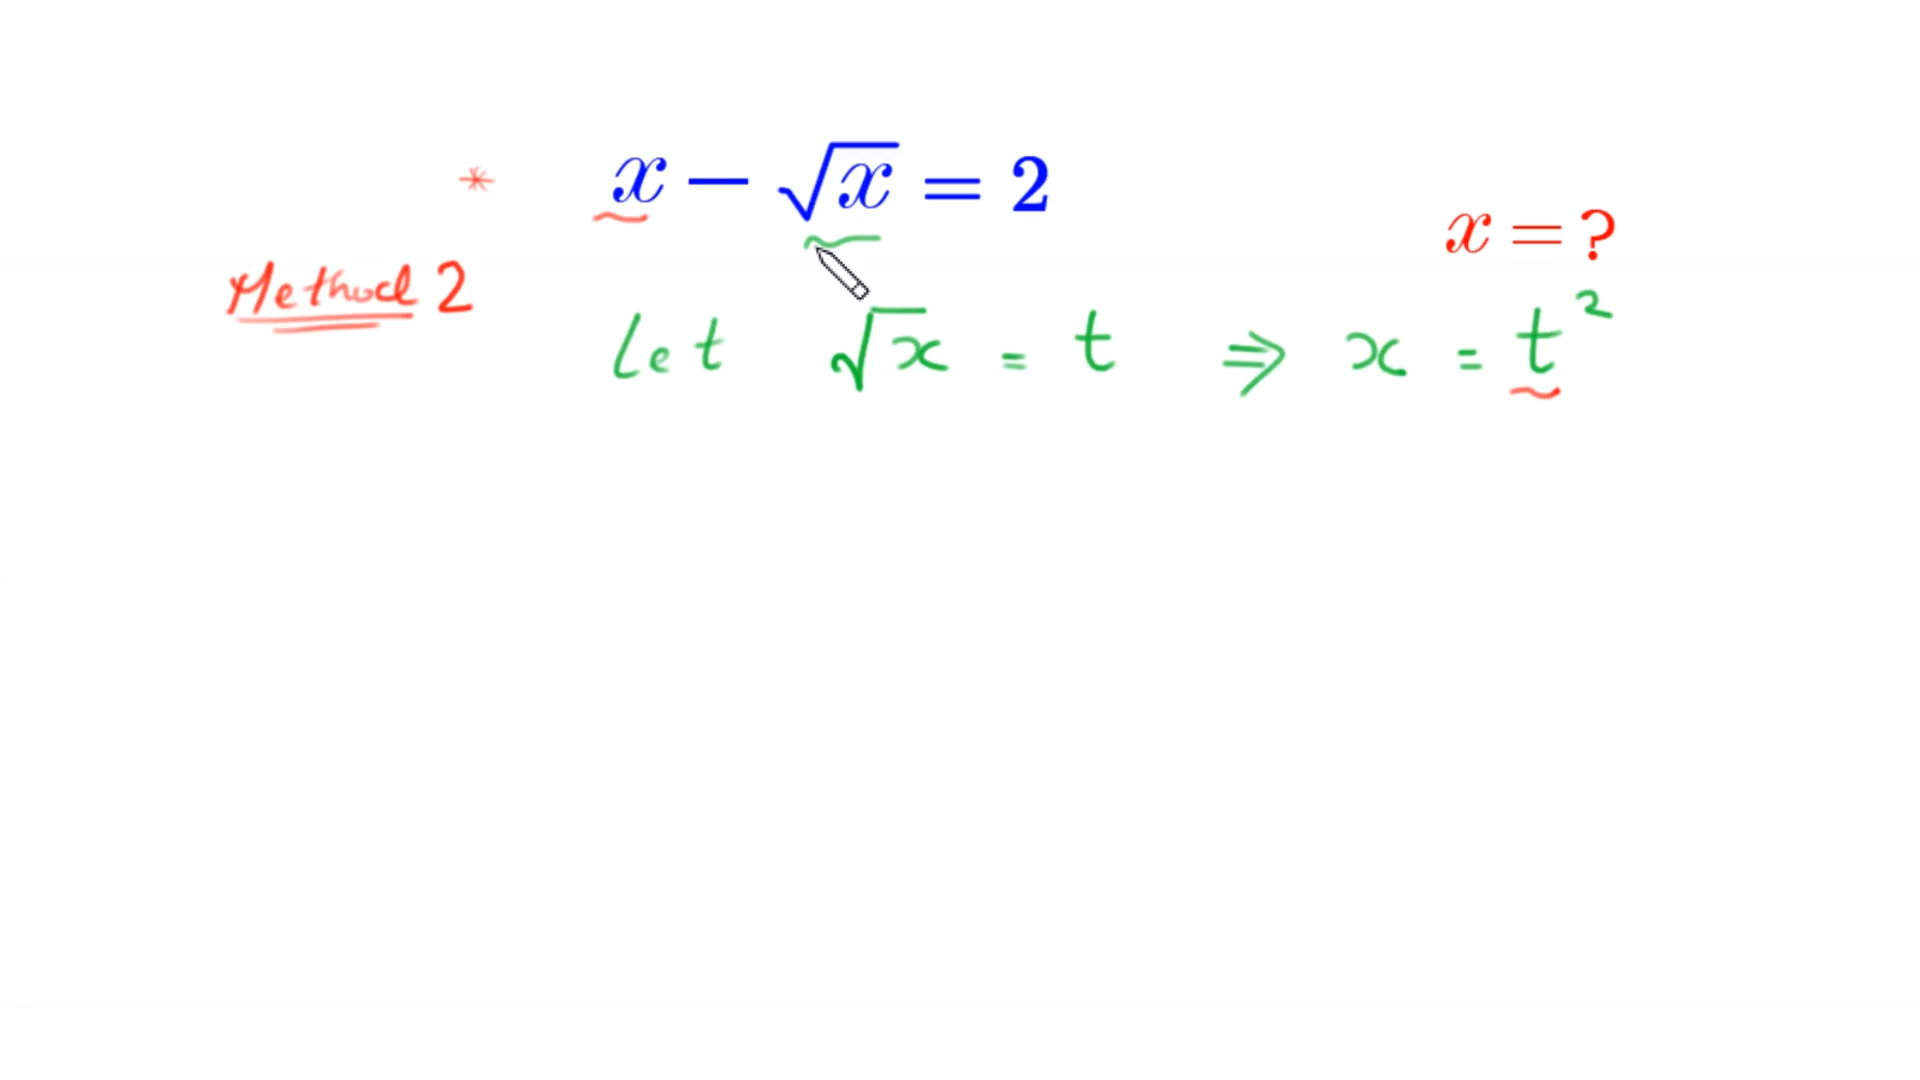 * x − √x = 2
x = ?
Method 2
Let √x = t ⇒ x = t²